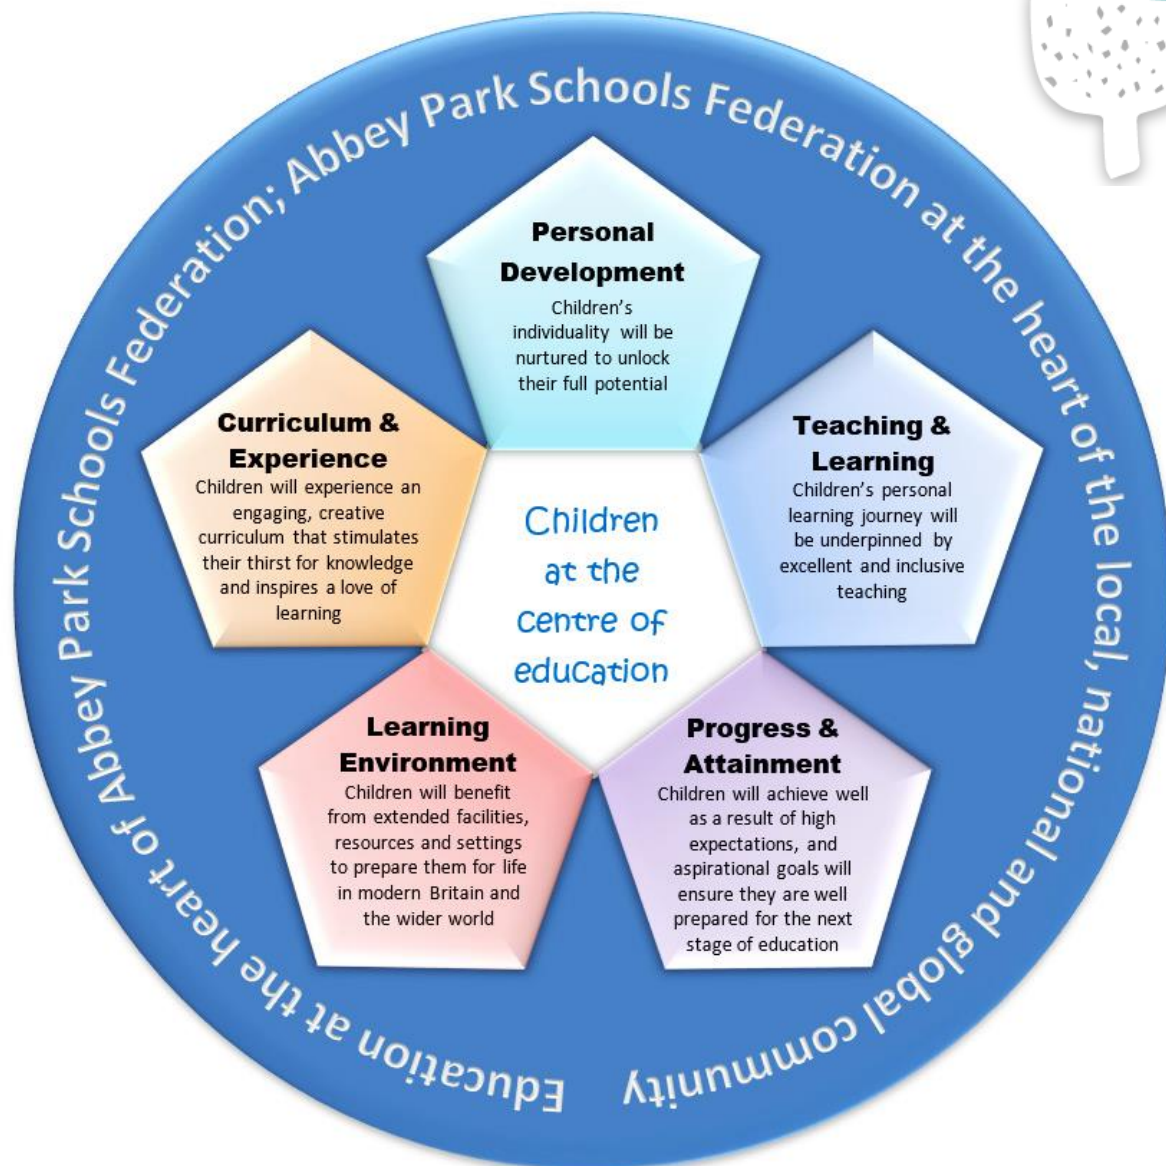 Education at the heart of Abbey Park Schools Federation; Abbey Park Schools Federation at the heart of the local, national and global community
Personal
Development
Children’s
individuality will be
nurtured to unlock
their full potential
Teaching &
Learning
Children’s personal
learning journey will
be underpinned by
excellent and inclusive
teaching
Progress &
Attainment
Children will achieve well
as a result of high
expectations, and
aspirational goals will
ensure they are well
prepared for the next
stage of education
Learning
Environment
Children will benefit
from extended facilities,
resources and settings
to prepare them for life
in modern Britain and
the wider world
Curriculum &
Experience
Children will experience an
engaging, creative
curriculum that stimulates
their thirst for knowledge
and inspires a love of
learning
Children
at the
centre of
education